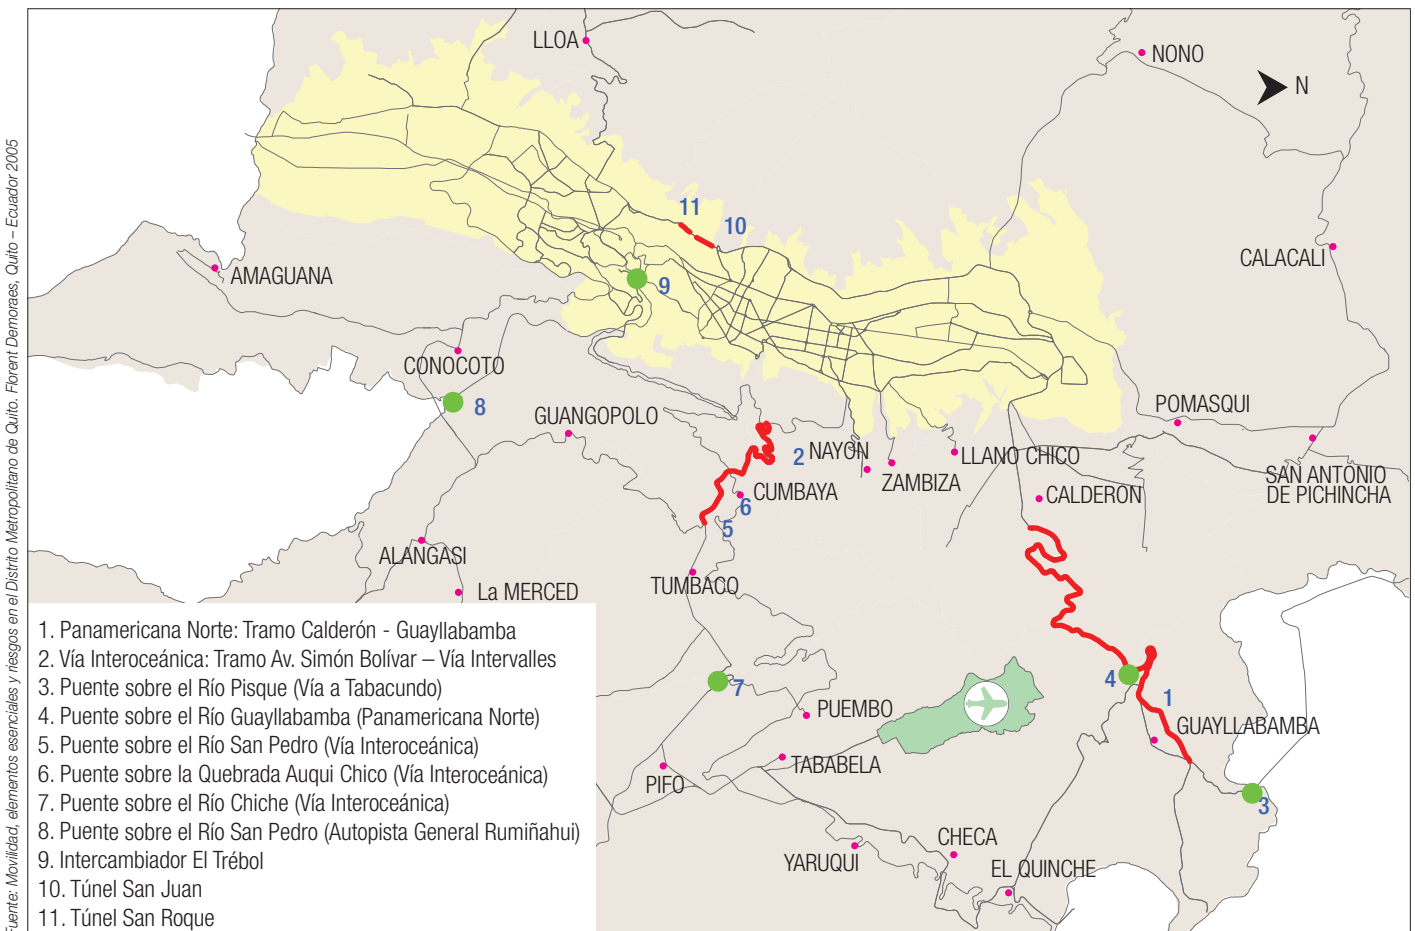 LLOA
NONO
N
11
10
CALACALI
AMAGUANA
9
CONOCOTO
8
GUANGOPOLO
POMASQUI
2
NAYON
LLANO CHICO
ZAMBIZA
SAN ANTONIO
DE PICHINCHA
CUMBAYA
CALDERON
6
5
ALANGASI
TUMBACO
La MERCED
4
7
1
PUEMBO
GUAYLLABAMBA
TABABELA
PIFO
3
CHECA
YARUQUI
EL QUINCHE
1. Panamericana Norte: Tramo Calderón - Guayllabamba
2. Vía Interoceánica: Tramo Av. Simón Bolívar – Vía Intervalles
3. Puente sobre el Río Pisque (Vía a Tabacundo)
4. Puente sobre el Río Guayllabamba (Panamericana Norte)
5. Puente sobre el Río San Pedro (Vía Interoceánica)
6. Puente sobre la Quebrada Auqui Chico (Vía Interoceánica)
7. Puente sobre el Río Chiche (Vía Interoceánica)
8. Puente sobre el Río San Pedro (Autopista General Rumiñahui)
9. Intercambiador El Trébol
10. Túnel San Juan
11. Túnel San Roque
Fuente: Movilidad, elementos esenciales y riesgos en el Distrito Metropolitano de Quito. Florent Demoraes, Quito – Ecuador 2005